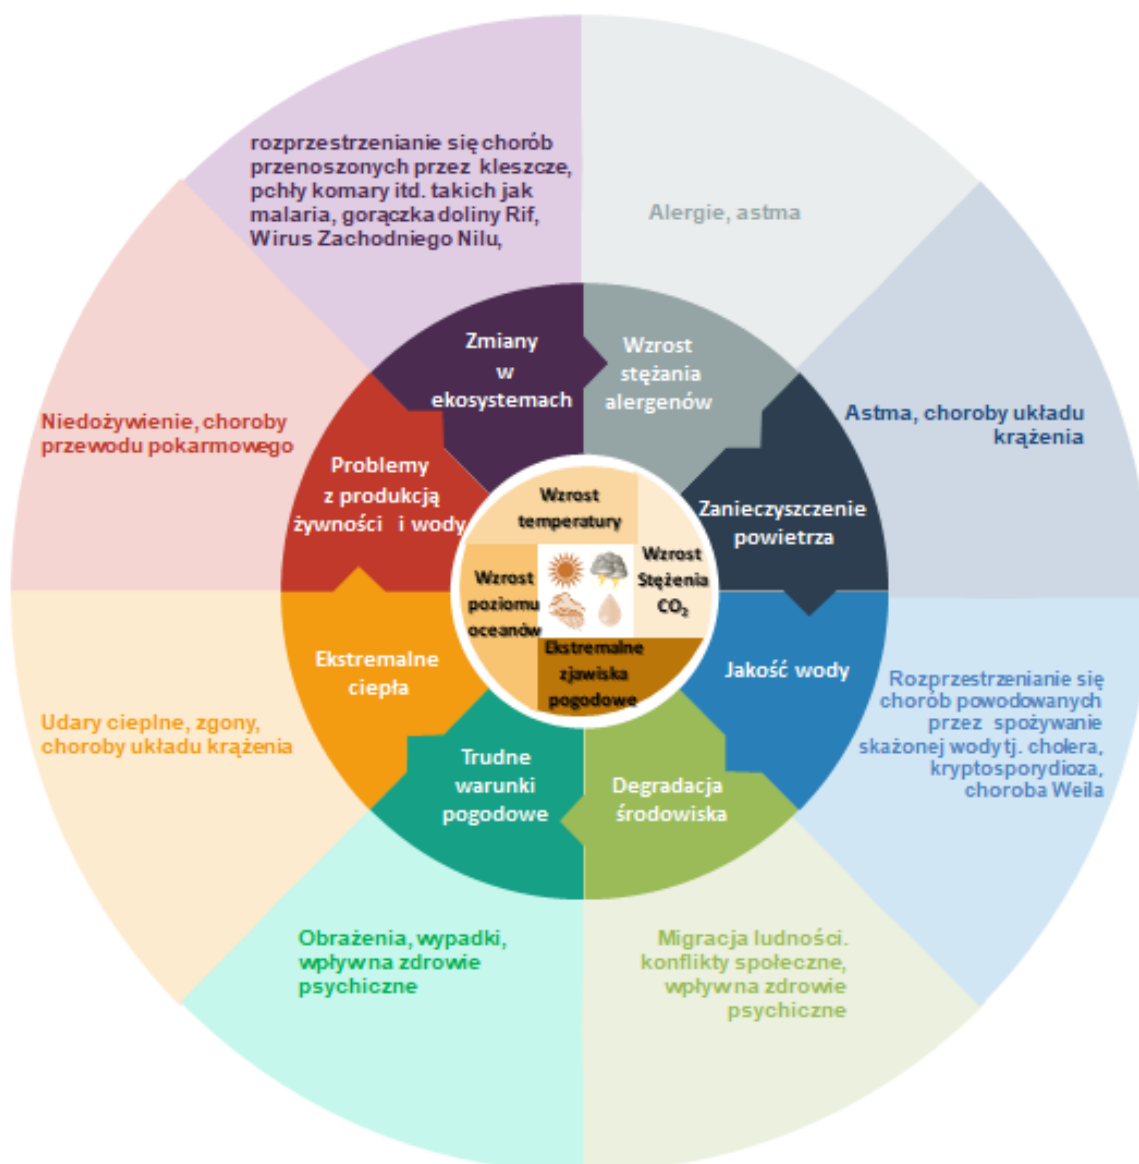 rozprzestrzenianie się chorób
przenoszonych przez kleszcze,
pchły komary itd. takich jak
malaria, gorączka doliny Rif,
Wirus Zachodniego Nilu,
Alergie, astma
Astma, choroby układu
krążenia
Rozprzestrzenianie się
chorób powodowanych
przez spożywanie
skażonej wody tj. cholera,
kryptosporydioza,
choroba Weila
Migracja ludności.
konflikty społeczne,
wpływ na zdrowie
psychiczne
Obrażenia, wypadki,
wpływ na zdrowie
psychiczne
Udary cieplne, zgony,
choroby układu krążenia
Niedożywienie, choroby
przewodu pokarmowego
Zmiany
w
ekosystemach
Wzrost
stężania
alergenów
Zanieczyszczenie
powietrza
Jakość wody
Degradacja
środowiska
Trudne
warunki
pogodowe
Ekstremalne
ciepła
Problemy
z produkcją
żywności i wody
Wzrost
temperatury
Wzrost
Stężenia
CO₂
Ekstremalne
zjawiska
pogodowe
Wzrost
poziomu
oceanów